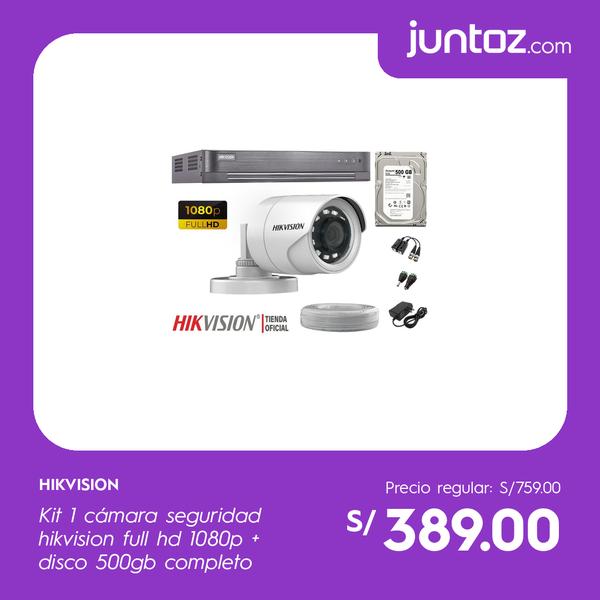 juntoz.com
HIKVISION
500 GB
1080p
FULL HD
HIKVISION
HIKVISION® TIENDA
OFICIAL
HIKVISION
Precio regular: S/759.00
Kit 1 cámara seguridad
hikvision full hd 1080p +
disco 500gb completo
S/ 389.00